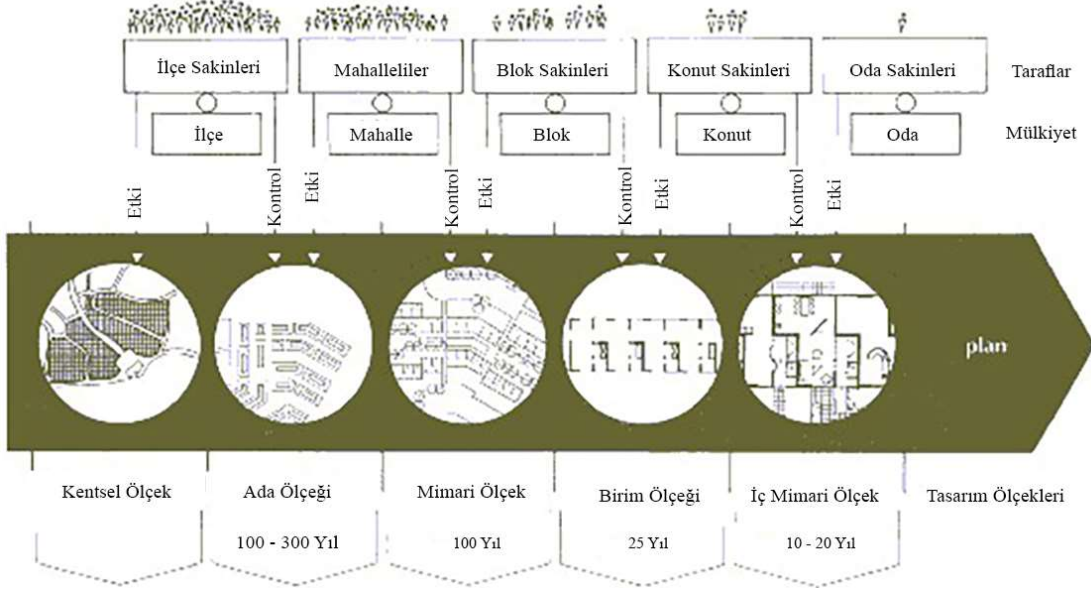 İlçe Sakinleri Mahalleliler Blok Sakinleri Konut Sakinleri Oda Sakinleri Taraflar
İlçe Mahalle Blok Konut Oda Mülkiyet
Etki Kontrol Etki Kontrol Etki Kontrol Etki Kontrol Etki
plan
Kentsel Ölçek Ada Ölçeği Mimari Ölçek Birim Ölçeği İç Mimari Ölçek Tasarım Ölçekleri
100 - 300 Yıl 100 Yıl 25 Yıl 10 - 20 Yıl